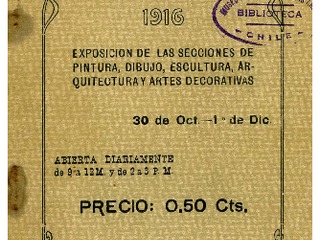 1916
BIBLIOTECA
CHILE
EXPOSICION DE LAS SECCIONES DE
PINTURA, DIBUJO, ESCULTURA, AR-
QUITECTURA Y ARTES DECORATIVAS
30 de Oct.—1° de Dic.
ABIERTA DIARIAMENTE
de 9 a 12 M. y de 2 a 5 P. M.
PRECIO: 0.50 Cts.